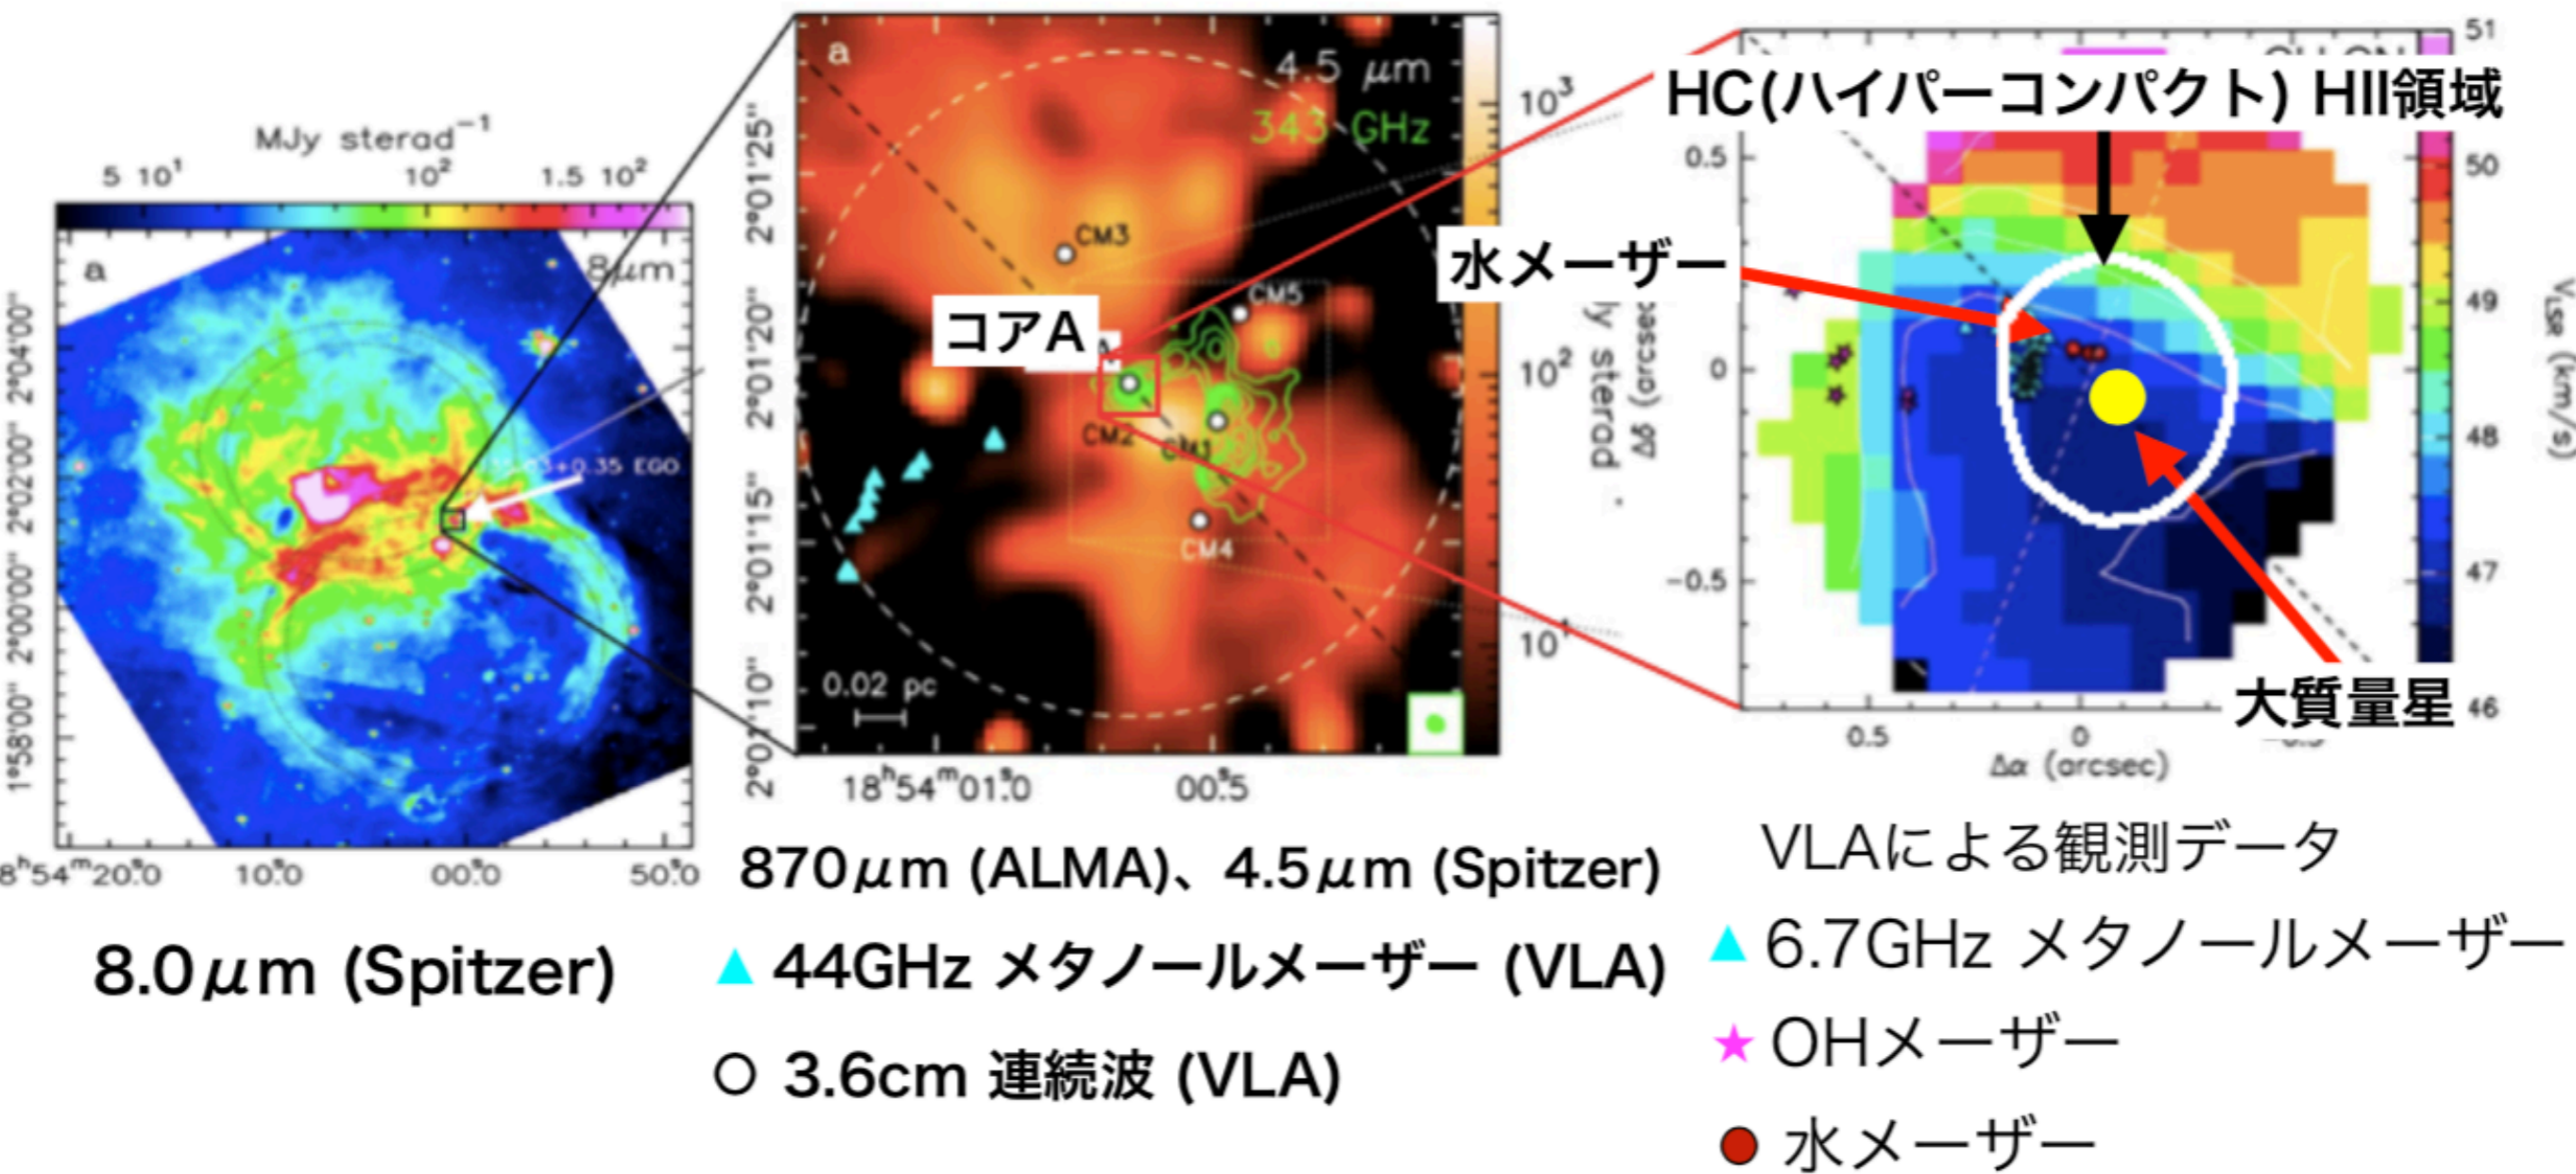 MJy sterad⁻¹
5 10¹ 10² 1.5 10²
a
8μm
+0.35 EGO
2°04'00"
2°02'00"
2°00'00"
1°58'00"
8ʰ54ᵐ20ˢ.0 10ˢ.0 00ˢ.0 50ˢ.0
8.0μm (Spitzer)
a
4.5 μm
343 GHz
CM3
CM5
コアA
CM2
CM1
CM4
0.02 pc
2°01'25"
2°01'20"
2°01'15"
2°01'10"
18ʰ54ᵐ01ˢ.0 00ˢ.5
10³
10²
10¹
Jy sterad
870μm (ALMA)、4.5μm (Spitzer)
▲ 44GHz メタノールメーザー (VLA)
○ 3.6cm 連続波 (VLA)
HC(ハイパーコンパクト) HII領域
水メーザー
大質量星
0.5
0
-0.5
Δδ (arcsec
0.5 0
Δα (arcsec)
51
50
49
48
47
46
V_LSR (km/s)
VLAによる観測データ
▲ 6.7GHz メタノールメーザー
★ OHメーザー
● 水メーザー